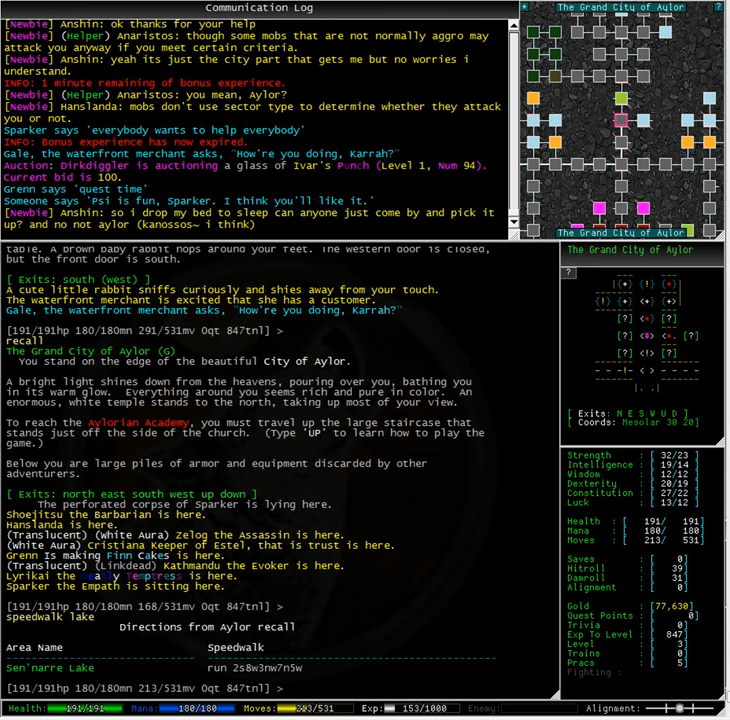 Communication Log
[Newbie] Anshin: ok thanks for your help
[Newbie] (Helper) Anaristos: though some mobs that are not normally aggro may
attack you anyway if you meet certain criteria.
[Newbie] Anshin: yeah its just the city part that gets me but no worries i
understand.
INFO: 1 minute remaining of bonus experience.
[Newbie] (Helper) Anaristos: you mean, Aylor?
[Newbie] Hanslanda: mobs don't use sector type to determine whether they attack
you or not.
Sparker says 'everybody wants to help everybody'
INFO: Bonus experience has now expired.
Gale, the waterfront merchant asks, "How're you doing, Karrah?"
Auction: Dirkdiggler is auctioning a glass of Ivar's Punch (Level 1, Num 94).
Current bid is 100.
Grenn says 'quest time'
Someone says 'Psi is fun, Sparker. I think you'll like it.'
[Newbie] Anshin: so i drop my bed to sleep can anyone just come by and pick it
up? and no not aylor (kanossos~ i think)
The Grand City of Aylor
?
The Grand City of Aylor
table. A brown baby rabbit hops around your feet. The western door is closed,
but the front door is south.
[ Exits: south (west) ]
A cute little rabbit sniffs curiously and shies away from your touch.
The waterfront merchant is excited that she has a customer.
Gale, the waterfront merchant asks, "How're you doing, Karrah?"
[191/191hp 180/180mn 291/531mv 0qt 847tnl] >
recall
The Grand City of Aylor (G)
You stand on the edge of the beautiful City of Aylor.
A bright light shines down from the heavens, pouring over you, bathing you
in its warm glow. Everything around you seems rich and pure in color. An
enormous, white temple stands to the north, taking up most of your view.
To reach the Aylorian Academy, you must travel up the large staircase that
stands just off the side of the church. (Type 'UP' to learn how to play the
game.)
Below you are large piles of armor and equipment discarded by other
adventurers.
[ Exits: north east south west up down ]
The perforated corpse of Sparker is lying here.
Shoejitsu the Barbarian is here.
Hanslanda is here.
(Translucent) (White Aura) Zelog the Assassin is here.
(White Aura) Cristiana Keeper of Estel, that is trust is here.
Grenn Is making Finn Cakes is here.
(Translucent) (Linkdead) Kathmandu the Evoker is here.
Lyrikai the Deadly Temptress is here.
Sparker the Empath is sitting here.
[191/191hp 180/180mn 168/531mv 0qt 847tnl] >
speedwalk lake
Directions from Aylor recall
Area Name Speedwalk
Sen'narre Lake run 2s8w3nw7n5w
[191/191hp 180/180mn 213/531mv 0qt 847tnl] >
The Grand City of Aylor
?
[ Exits: N E S W U D ]
[ Coords: Mesolar 30 20]
Strength : [ 32/23 ]
Intelligence : [ 19/14 ]
Wisdom : [ 12/12 ]
Dexterity : [ 20/19 ]
Constitution : [ 27/22 ]
Luck : [ 13/12 ]
Health : [ 191/ 191]
Mana : [ 180/ 180]
Moves : [ 213/ 531]
Saves : [ 0]
Hitroll : [ 39]
Damroll : [ 31]
Alignment : [ 0]
Gold : [77,630]
Quest Points : [ 0]
Trivia : [ 0]
Exp To Level : [ 847]
Level : [ 3]
Trains : [ 0]
Pracs : [ 5]
Fighting :
Health: 191/191 Mana: 180/180 Moves: 213/531 Exp: 153/1000 Enemy: Alignment: